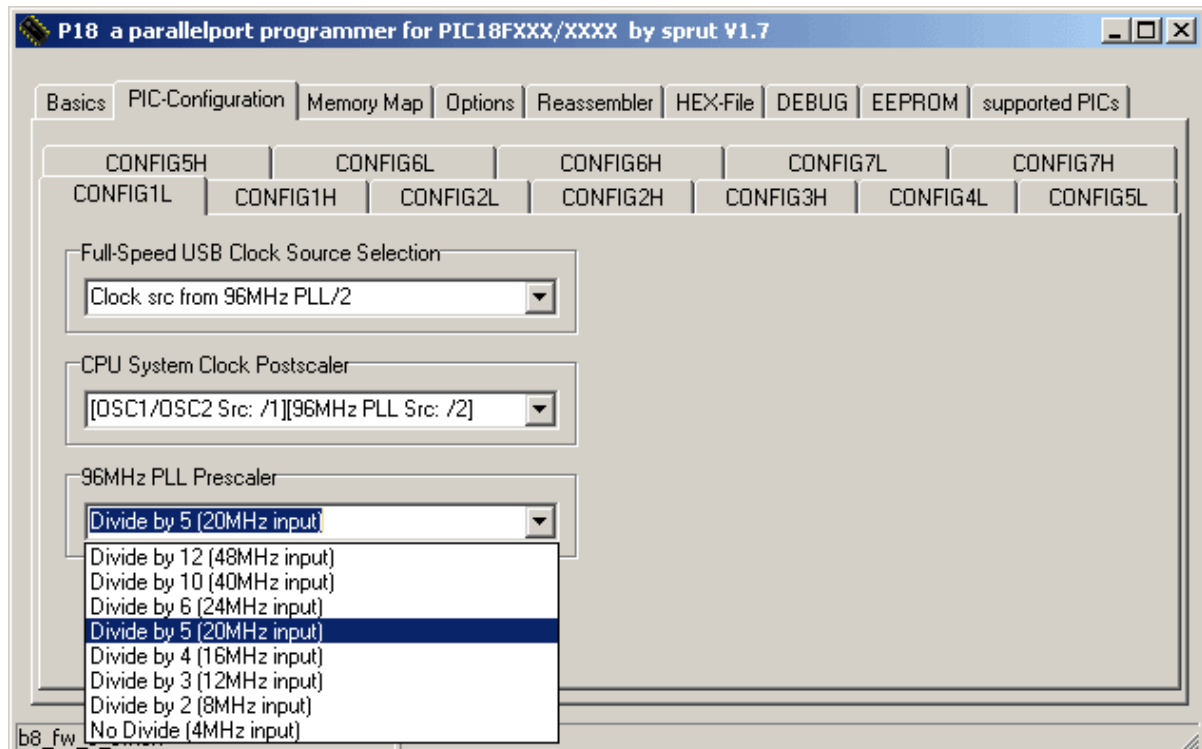 P18 a parallelport programmer for PIC18FXXX/XXXX by sprut V1.7
Basics PIC-Configuration Memory Map Options Reassembler HEX-File DEBUG EEPROM supported PICs
CONFIG5H CONFIG6L CONFIG6H CONFIG7L CONFIG7H
CONFIG1L CONFIG1H CONFIG2L CONFIG2H CONFIG3H CONFIG4L CONFIG5L
Full-Speed USB Clock Source Selection
Clock src from 96MHz PLL/2
CPU System Clock Postscaler
[OSC1/OSC2 Src: /1][96MHz PLL Src: /2]
96MHz PLL Prescaler
Divide by 5 (20MHz input)
Divide by 12 (48MHz input)
Divide by 10 (40MHz input)
Divide by 6 (24MHz input)
Divide by 5 (20MHz input)
Divide by 4 (16MHz input)
Divide by 3 (12MHz input)
Divide by 2 (8MHz input)
No Divide (4MHz input)
b8_fw